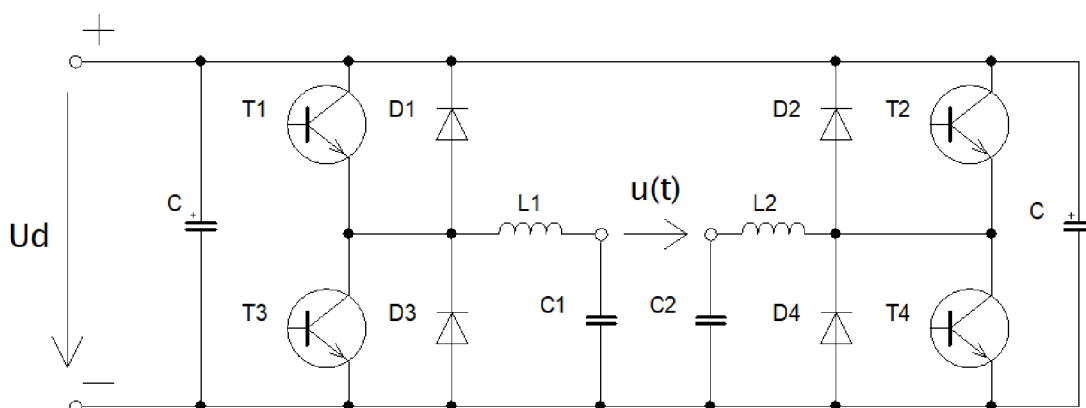 +
T1
D1
D2
T2
C
+
Ud
L1
u(t)
L2
C
+
T3
D3
C1
C2
D4
T4
—